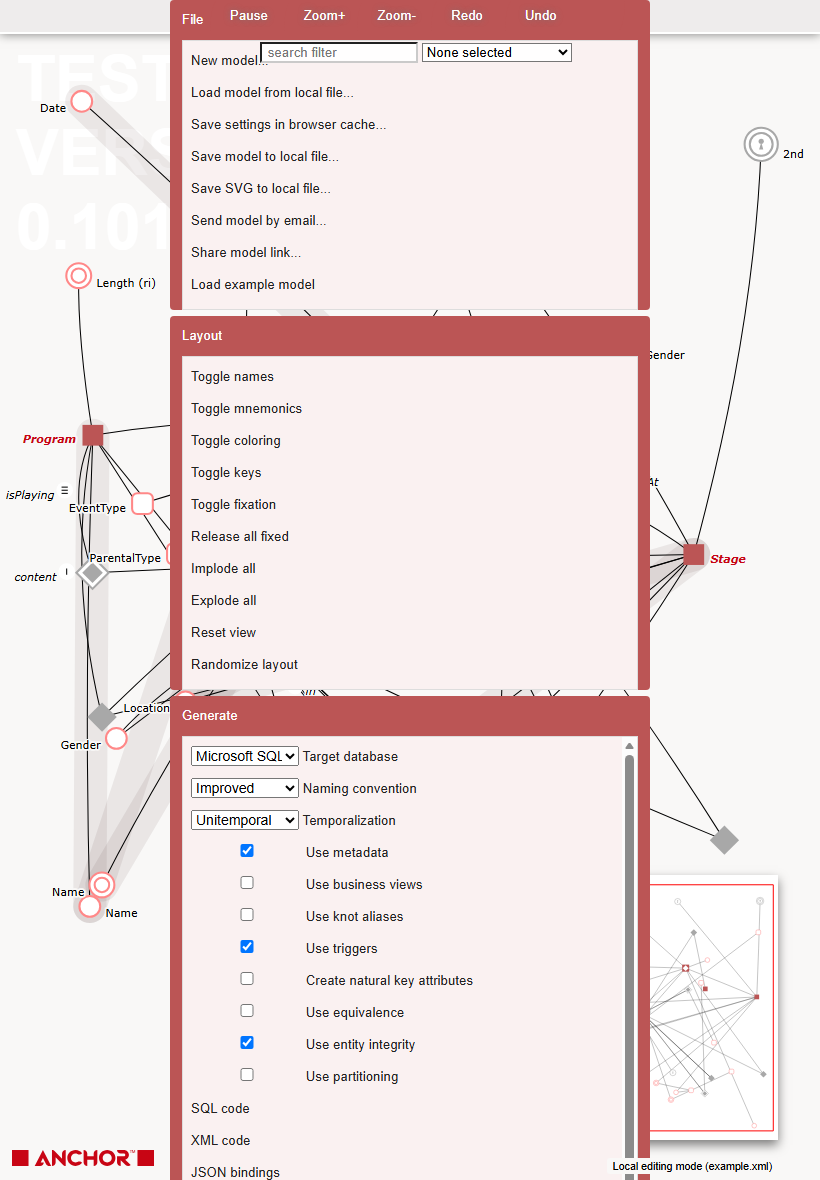 File Pause Zoom+ Zoom- Redo Undo
search filter None selected
New model...
Load model from local file...
Save settings in browser cache...
Save model to local file...
Save SVG to local file...
Send model by email...
Share model link...
Load example model
TEST
VERS
0.101
Date
2nd
Length (ri)
Layout
Gender
Toggle names
Toggle mnemonics
Toggle coloring
Toggle keys
Toggle fixation
Release all fixed
Implode all
Explode all
Reset view
Randomize layout
Program
At
isPlaying
EventType
ParentalType
Stage
content
Location
Gender
Name
Name
Generate
Microsoft SQL Target database
Improved Naming convention
Unitemporal Temporalization
Use metadata
Use business views
Use knot aliases
Use triggers
Create natural key attributes
Use equivalence
Use entity integrity
Use partitioning
SQL code
XML code
JSON bindings
ANCHOR™
Local editing mode (example.xml)